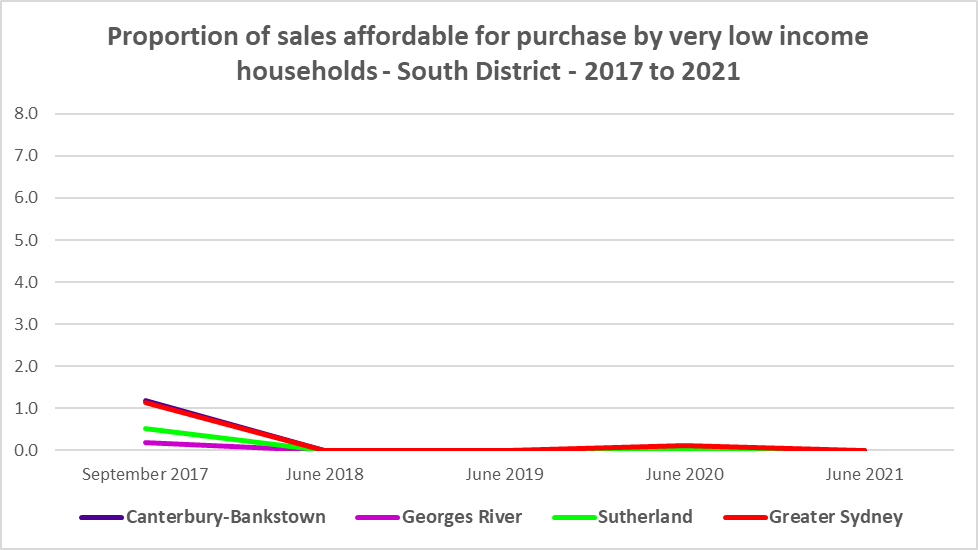 Proportion of sales affordable for purchase by very low income
households - South District - 2017 to 2021
8.0
7.0
6.0
5.0
4.0
3.0
2.0
1.0
0.0
September 2017 June 2018 June 2019 June 2020 June 2021
Canterbury-Bankstown Georges River Sutherland Greater Sydney